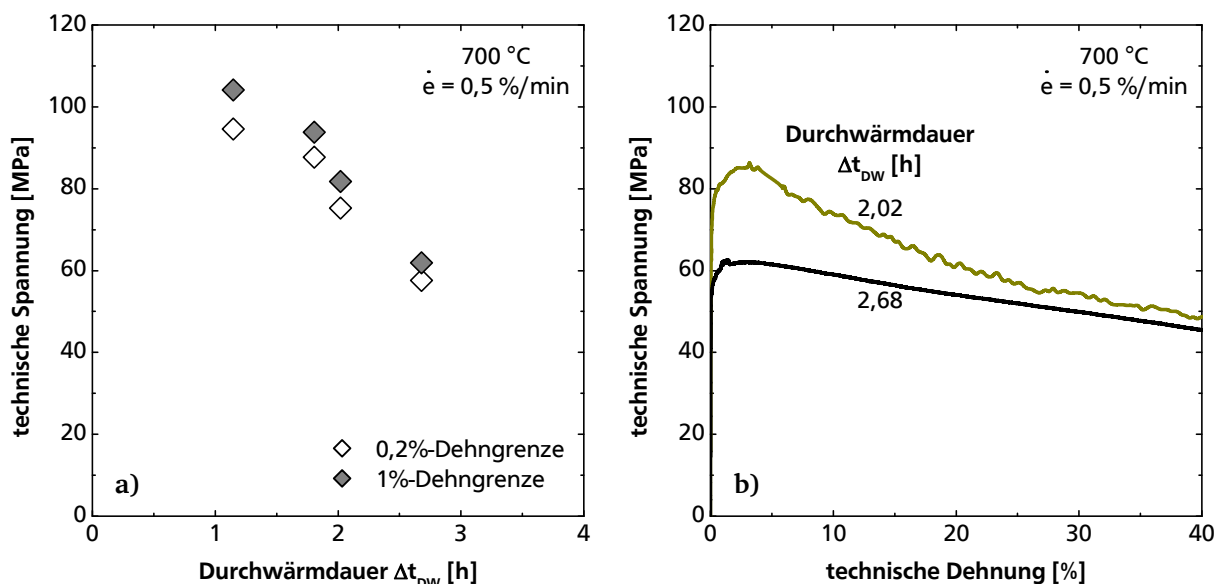 120
100
80
60
40
20
0
technische Spannung [MPa]
700 °C
ė = 0,5 %/min
0,2%-Dehngrenze
1%-Dehngrenze
a)
0
1
2
3
4
Durchwärmdauer Δt_DW [h]
120
100
80
60
40
20
0
technische Spannung [MPa]
700 °C
ė = 0,5 %/min
Durchwärmdauer
Δt_DW [h]
2,02
2,68
b)
0
10
20
30
40
technische Dehnung [%]